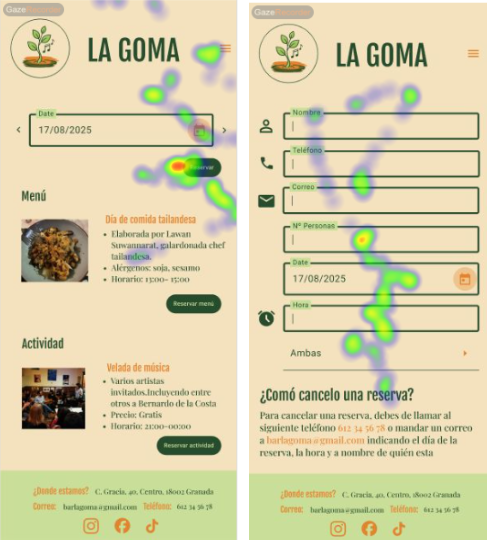 GazeRecorder
LA GOMA
Date
17/08/2025
Reservar
Menú
Día de comida tailandesa
• Elaborada por Lawan
Suwannarat, galardonada chef
tailandesa.
• Alérgenos: soja, sesamo
• Horario: 13:00- 15:00
Reservar menú
Actividad
Velada de música
• Varios artistas
invitados.Incluyendo entre
otros a Bernardo de la Costa
• Precio: Gratis
• Horario: 21:00-00:00
Reservar actividad
¿Donde estamos? C. Gracia, 40, Centro, 18002 Granada
Correo: barlagoma@gmail.com Teléfono: 612 34 56 78
GazeRecorder
LA GOMA
Nombre
Teléfono
Correo
Nº Personas
Date
17/08/2025
Hora
Ambas
¿Comó cancelo una reserva?
Para cancelar una reserva, debes de llamar al
siguiente teléfono 612 34 56 78 o mandar un correo
a barlagoma@gmail.com indicando el día de la
reserva, la hora y a nombre de quién esta
¿Donde estamos? C. Gracia, 40, Centro, 18002 Granada
Correo: barlagoma@gmail.com Teléfono: 612 34 56 78